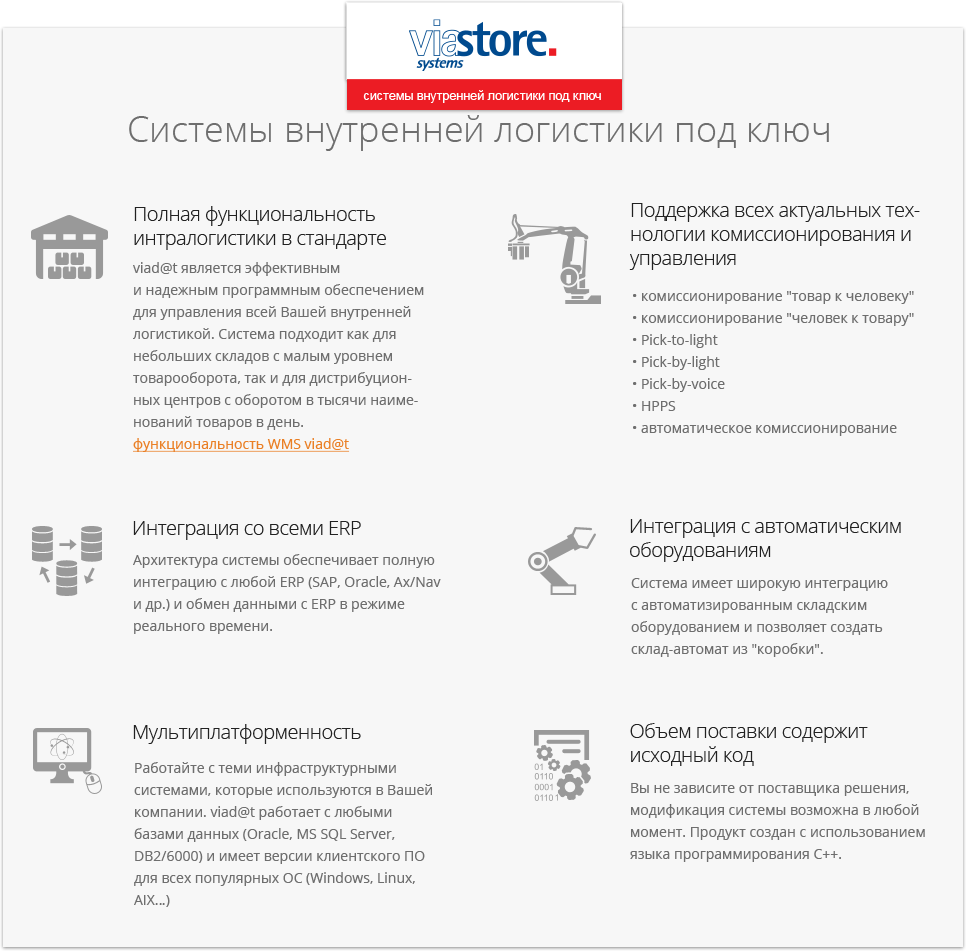 viastore.
systems
системы внутренней логистики под ключ
Системы внутренней логистики под ключ
Полная функциональность
интралогистики в стандарте
viad@t является эффективным
и надежным программным обеспечением
для управления всей Вашей внутренней
логистикой. Система подходит как для
небольших складов с малым уровнем
товарооборота, так и для дистрибуцион-
ных центров с оборотом в тысячи наиме-
нований товаров в день.
функциональность WMS viad@t
Поддержка всех актуальных тех-
нологии комиссионирования и
управления
• комиссионирование "товар к человеку"
• комиссионирование "человек к товару"
• Pick-to-light
• Pick-by-light
• Pick-by-voice
• HPPS
• автоматическое комиссионирование
Интеграция со всеми ERP
Архитектура системы обеспечивает полную
интеграцию с любой ERP (SAP, Oracle, Ax/Nav
и др.) и обмен данными с ERP в режиме
реального времени.
Интеграция с автоматическим
оборудованиям
Система имеет широкую интеграцию
с автоматизированным складским
оборудованием и позволяет создать
склад-автомат из "коробки".
Мультиплатформенность
Работайте с теми инфраструктурными
системами, которые используются в Вашей
компании. viad@t работает с любыми
базами данных (Oracle, MS SQL Server,
DB2/6000) и имеет версии клиентского ПО
для всех популярных ОС (Windows, Linux,
AIX...)
01
0110
0001
01101
Объем поставки содержит
исходный код
Вы не зависите от поставщика решения,
модификация системы возможна в любой
момент. Продукт создан с использованием
языка программирования C++.